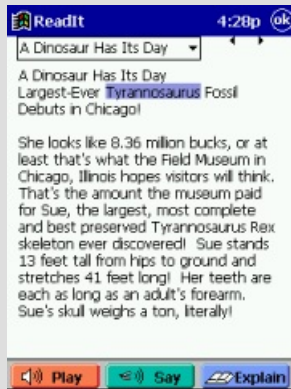 ReadIt 4:28p ok
A Dinosaur Has Its Day
A Dinosaur Has Its Day
Largest-Ever Tyrannosaurus Fossil
Debuts in Chicago!
She looks like 8.36 million bucks, or at
least that's what the Field Museum in
Chicago, Illinois hopes visitors will think.
That's the amount the museum paid
for Sue, the largest, most complete
and best preserved Tyrannosaurus Rex
skeleton ever discovered! Sue stands
13 feet tall from hips to ground and
stretches 41 feet long! Her teeth are
each as long as an adult's forearm.
Sue's skull weighs a ton, literally!
Play Say Explain